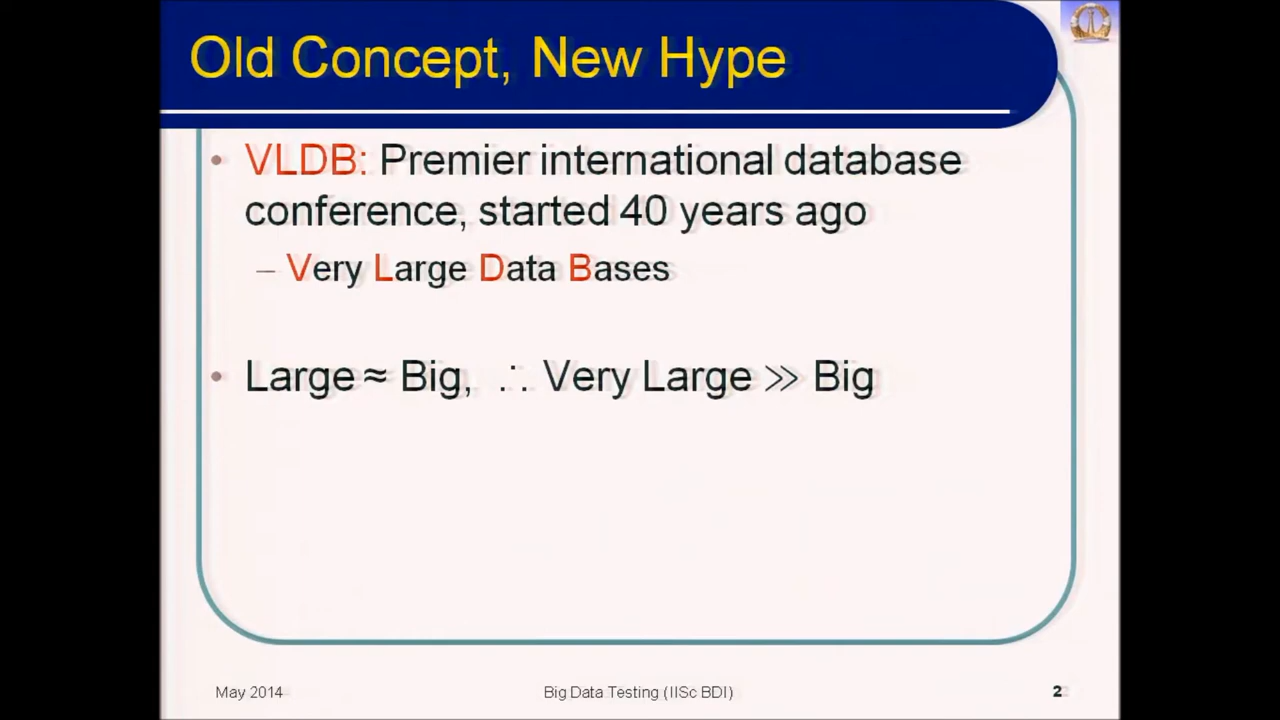 Old Concept, New Hype
• VLDB: Premier international database
conference, started 40 years ago
– Very Large Data Bases
• Large ≈ Big, ∴ Very Large ≫ Big
May 2014
Big Data Testing (IISc BDI)
2